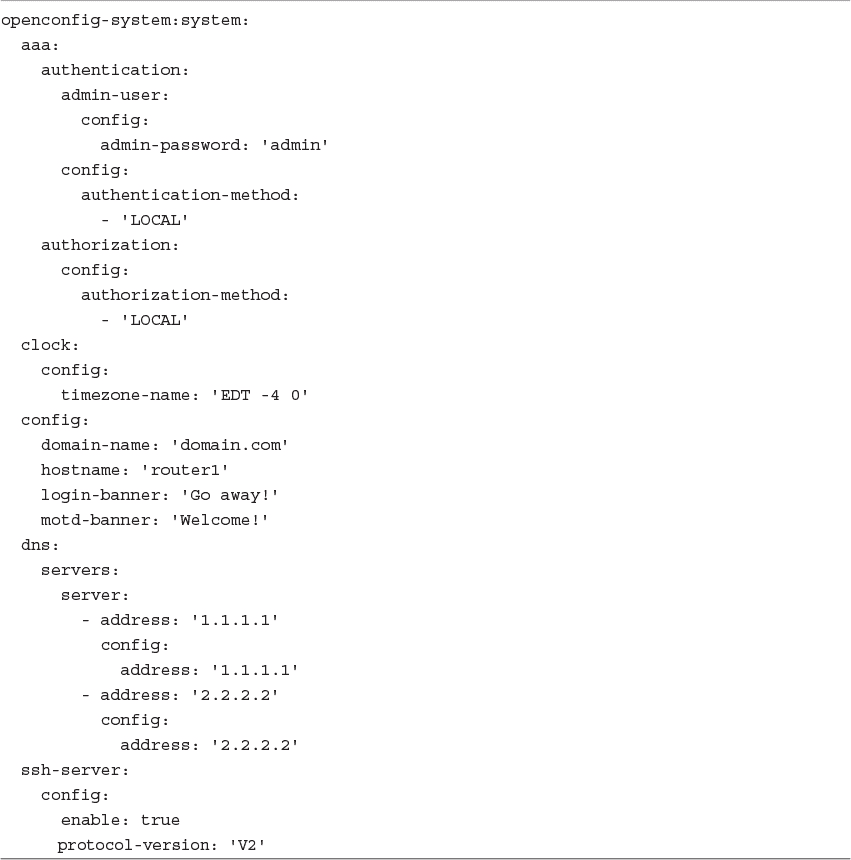 openconfig-system:system:
  aaa:
    authentication:
      admin-user:
        config:
          admin-password: 'admin'
      config:
        authentication-method:
          - 'LOCAL'
    authorization:
      config:
        authorization-method:
          - 'LOCAL'
  clock:
    config:
      timezone-name: 'EDT -4 0'
  config:
    domain-name: 'domain.com'
    hostname: 'router1'
    login-banner: 'Go away!'
    motd-banner: 'Welcome!'
  dns:
    servers:
      server:
        - address: '1.1.1.1'
          config:
            address: '1.1.1.1'
        - address: '2.2.2.2'
          config:
            address: '2.2.2.2'
  ssh-server:
    config:
      enable: true
      protocol-version: 'V2'